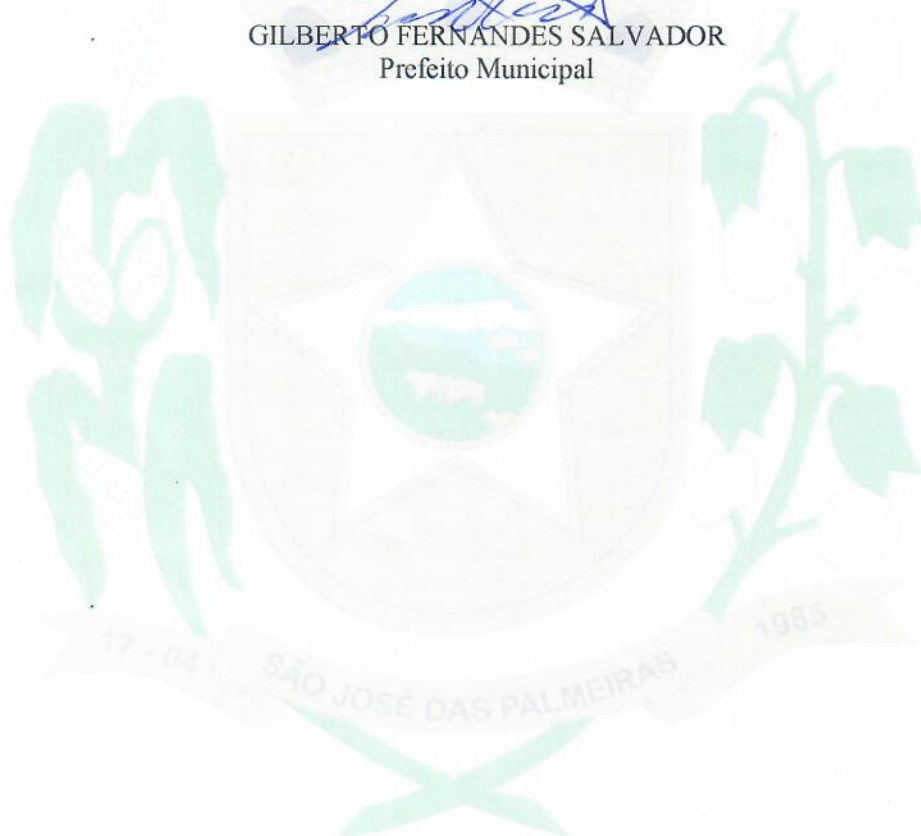 GILBERTO FERNANDES SALVADOR
Prefeito Municipal
17 - 04 - SÃO JOSÉ DAS PALMEIRAS 1985